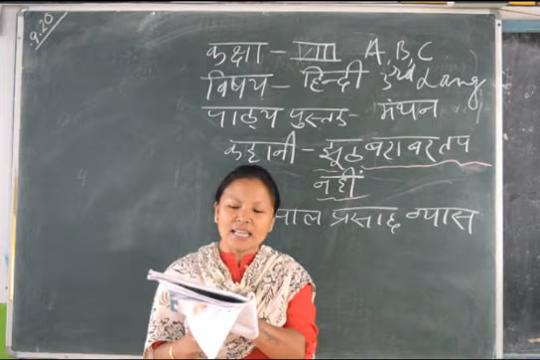 9.20
कक्षा - VIII A, B, C
विषय - हिन्दी 3rd Lang
पाठ्य पुस्तक - मंथन
कहानी - झूठ बराबर तप
नहीं
लाल प्रसाद व्यास